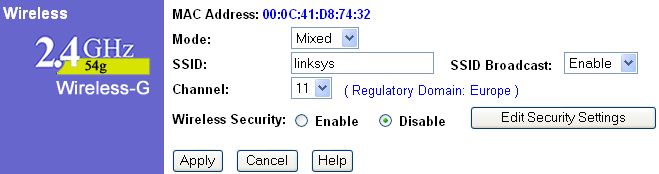 Wireless
2.4GHz
54g
Wireless-G
MAC Address: 00:0C:41:D8:74:32
Mode: Mixed
SSID: linksys SSID Broadcast: Enable
Channel: 11 ( Regulatory Domain: Europe )
Wireless Security: Enable Disable Edit Security Settings
Apply Cancel Help